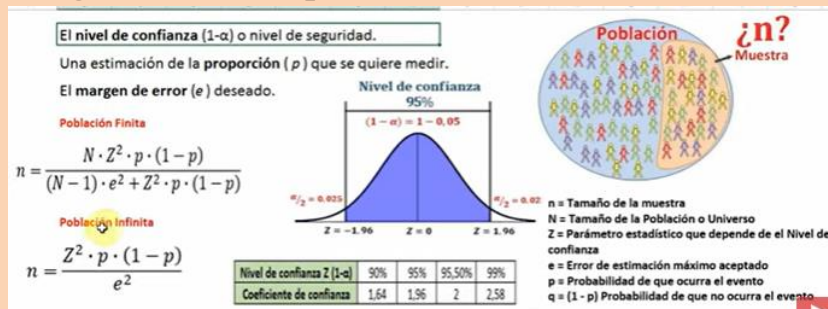 El nivel de confianza (1-α) o nivel de seguridad.
Una estimación de la proporción ( p ) que se quiere medir.
El margen de error (e ) deseado.
Población Finita
n = N · Z² · p · (1 − p) / (N − 1) · e² + Z² · p · (1 − p)
Población Infinita
n = Z² · p · (1 − p) / e²
Nivel de confianza
95%
(1 − α) = 1 − 0,05
α/2 = 0,025
α/2 = 0,02
Z = −1.96
Z = 0
Z = 1.96
Nivel de confianza Z (1-α) 90% 95% 95,50% 99%
Coeficiente de confianza 1,64 1,96 2 2,58
Población
¿n?
Muestra
n = Tamaño de la muestra
N = Tamaño de la Población o Universo
Z = Parámetro estadístico que depende de el Nivel de
confianza
e = Error de estimación máximo aceptado
p = Probabilidad de que ocurra el evento
q = (1 - p) Probabilidad de que no ocurra el evento